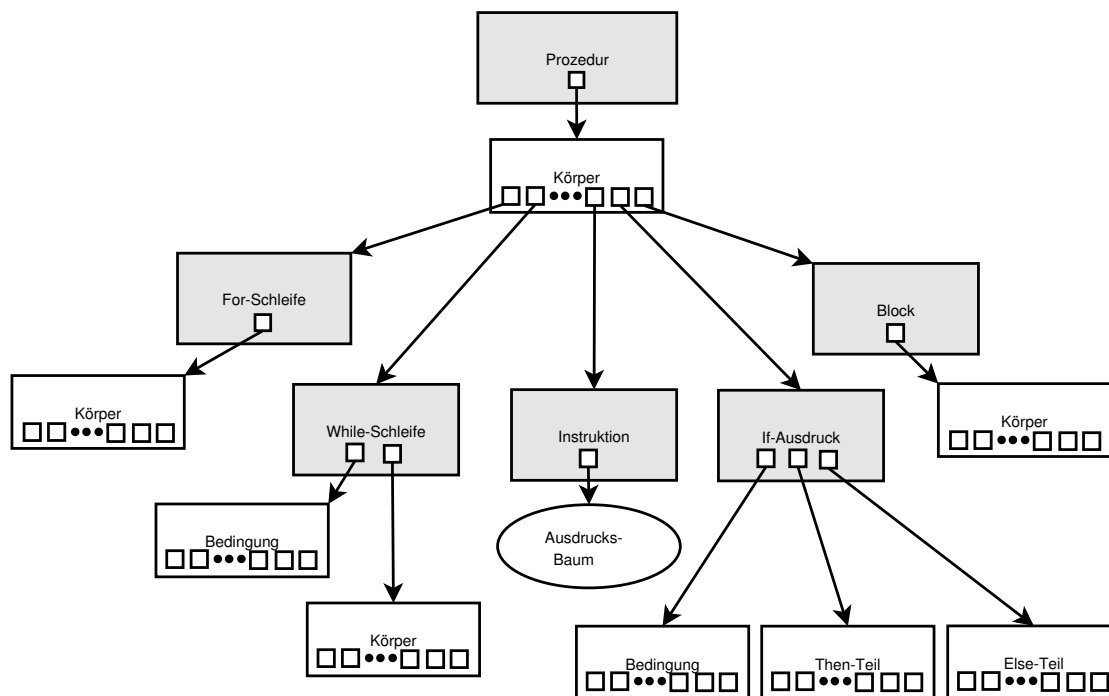 Prozedur
Körper
For-Schleife
Block
Körper
While-Schleife
Instruktion
If-Ausdruck
Körper
Bedingung
Ausdrucks-
Baum
Körper
Bedingung
Then-Teil
Else-Teil